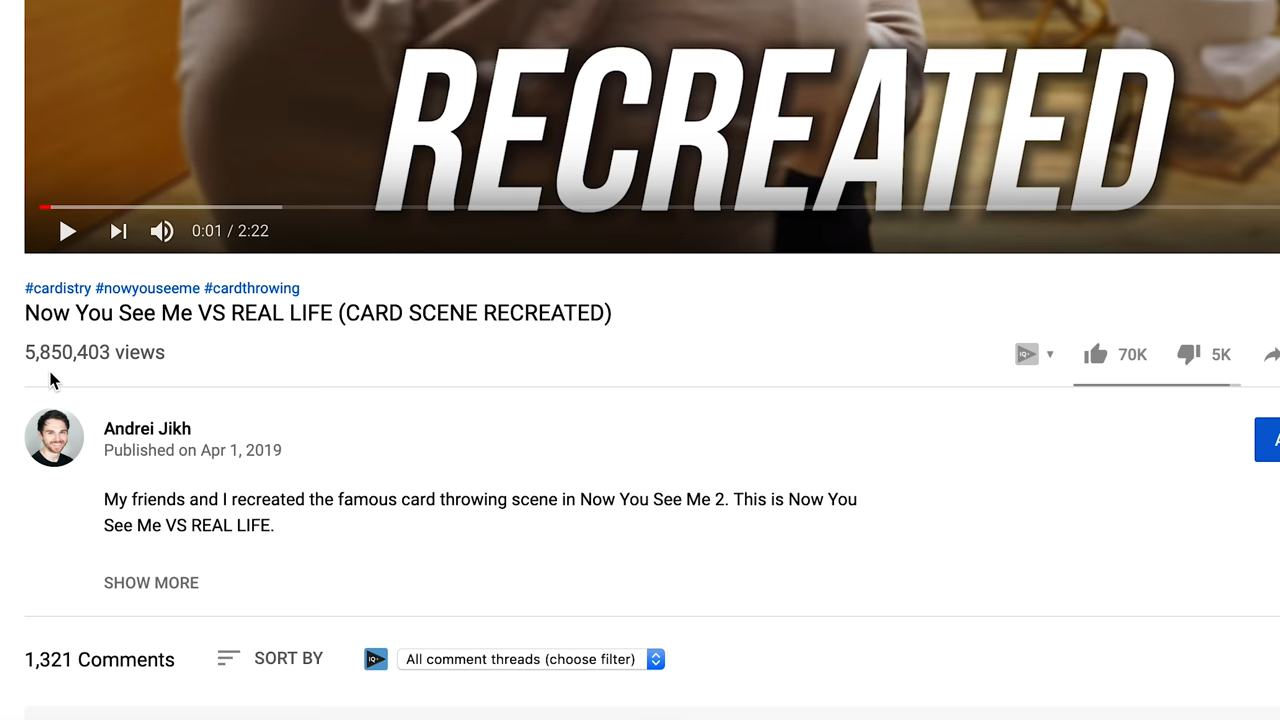 RECREATED
0:01 / 2:22
#cardistry #nowyouseeme #cardthrowing
Now You See Me VS REAL LIFE (CARD SCENE RECREATED)
5,850,403 views
IQ
70K
5K
Andrei Jikh
Published on Apr 1, 2019
My friends and I recreated the famous card throwing scene in Now You See Me 2. This is Now You
See Me VS REAL LIFE.
SHOW MORE
1,321 Comments
SORT BY
IQ
All comment threads (choose filter)